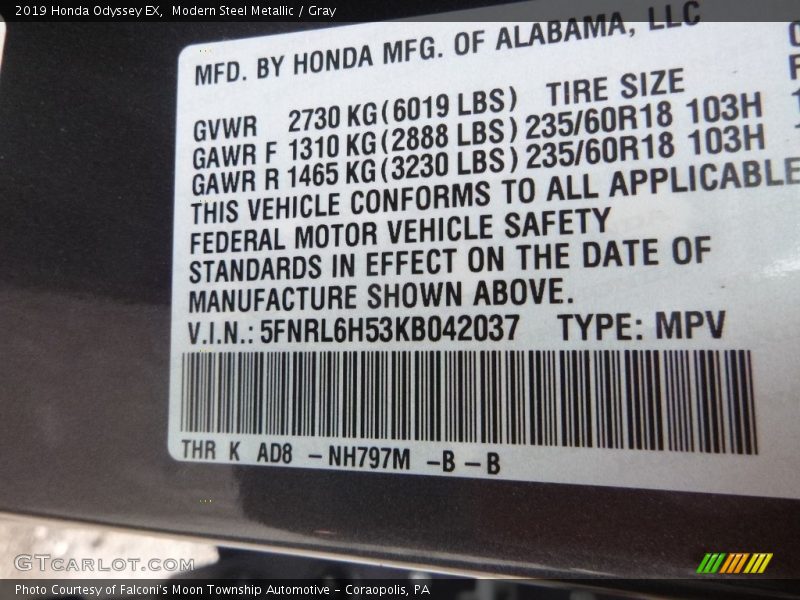 2019 Honda Odyssey EX,  Modern Steel Metallic / Gray
MFD. BY HONDA MFG. OF ALABAMA, LLC
GVWR 2730 KG(6019 LBS) TIRE SIZE
GAWR F 1310 KG(2888 LBS) 235/60R18 103H
GAWR R 1465 KG(3230 LBS) 235/60R18 103H
THIS VEHICLE CONFORMS TO ALL APPLICABLE
FEDERAL MOTOR VEHICLE SAFETY
STANDARDS IN EFFECT ON THE DATE OF
MANUFACTURE SHOWN ABOVE.
V.I.N.: 5FNRL6H53KB042037 TYPE: MPV
THR K AD8 -NH797M -B-B
GTCARLOT.COM
Photo Courtesy of Falconi's Moon Township Automotive - Coraopolis, PA